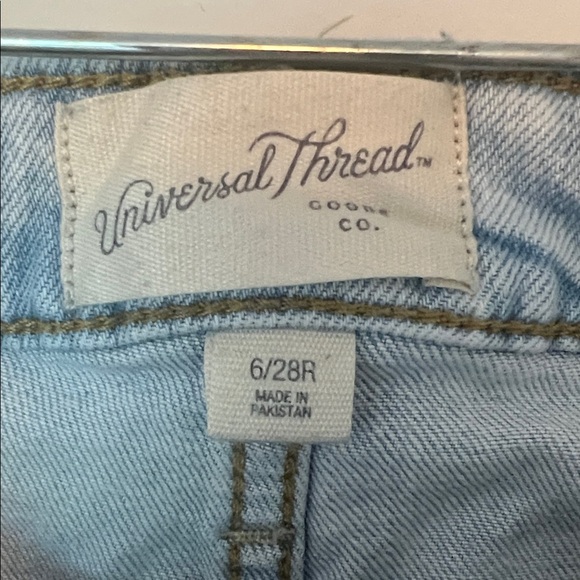 Universal Thread™
GOODS
CO.
6/28R
MADE IN
PAKISTAN